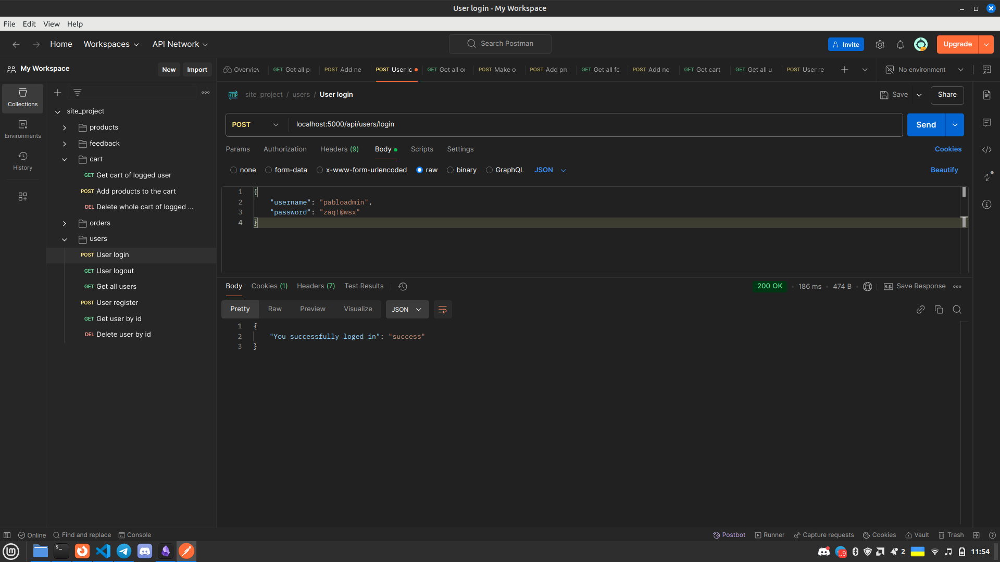 User login - My Workspace
File Edit View Help
Home Workspaces API Network
Search Postman
Invite
Upgrade
My Workspace
New Import
Overview
GET Get all p
POST Add ne
POST User lo
GET Get all o
POST Make o
POST Add pro
GET Get all fe
POST Add ne
GET Get cart
GET Get all u
POST User re
No environment
Collections
Environments
History
site_project
products
feedback
cart
GET Get cart of logged user
POST Add products to the cart
DEL Delete whole cart of logged ...
orders
users
POST User login
GET User logout
GET Get all users
POST User register
GET Get user by id
DEL Delete user by id
HTTP site_project / users / User login
Save
Share
POST localhost:5000/api/users/login
Send
Params Authorization Headers (9) Body Scripts Settings
Cookies
none form-data x-www-form-urlencoded raw binary GraphQL JSON
Beautify
1 {
2 "username": "pabloadmin",
3 "password": "zaq!@wsx"
4 }
Body Cookies (1) Headers (7) Test Results
200 OK 186 ms 474 B
e.g. Save Response
Pretty Raw Preview Visualize JSON
1 {
2 "You successfully loged in": "success"
3 }
Online Find and replace Console
Postbot Runner Capture requests Cookies Vault Trash
lm
$_
..9
2
11:54